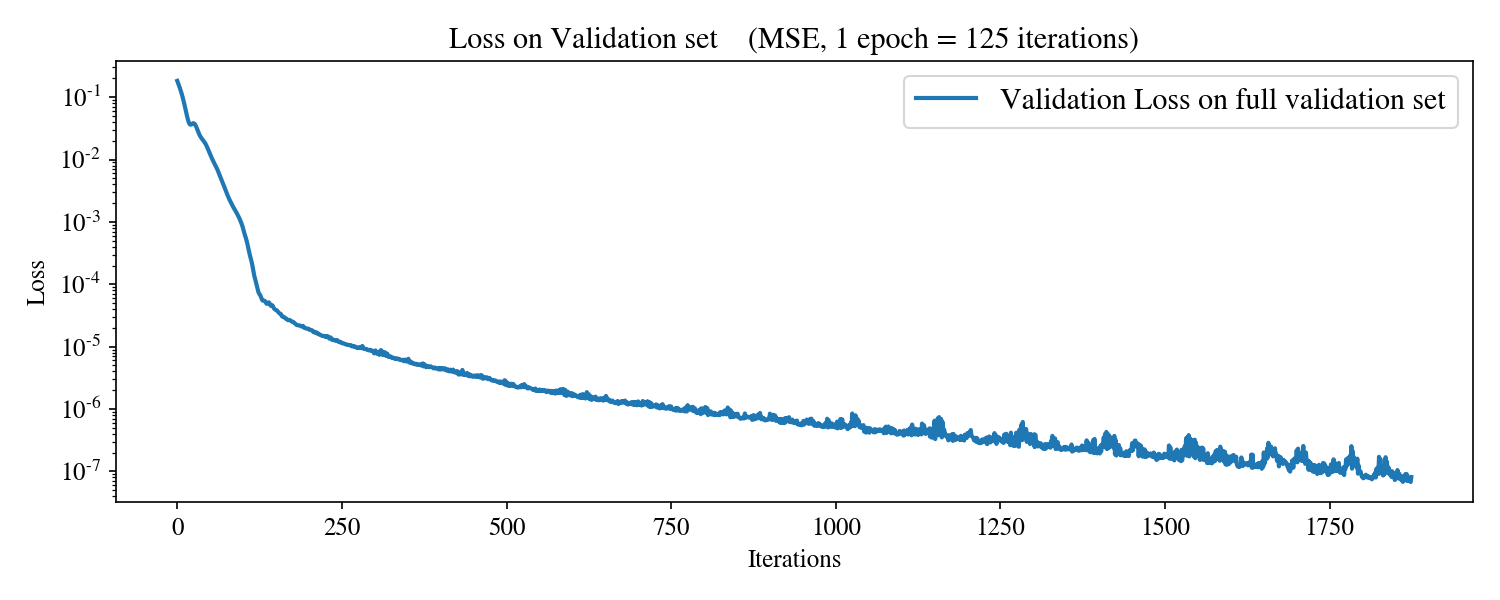 Loss on Validation set (MSE, 1 epoch = 125 iterations)
Validation Loss on full validation set
10^-1
10^-2
10^-3
10^-4
10^-5
10^-6
10^-7
Loss
0 250 500 750 1000 1250 1500 1750
Iterations